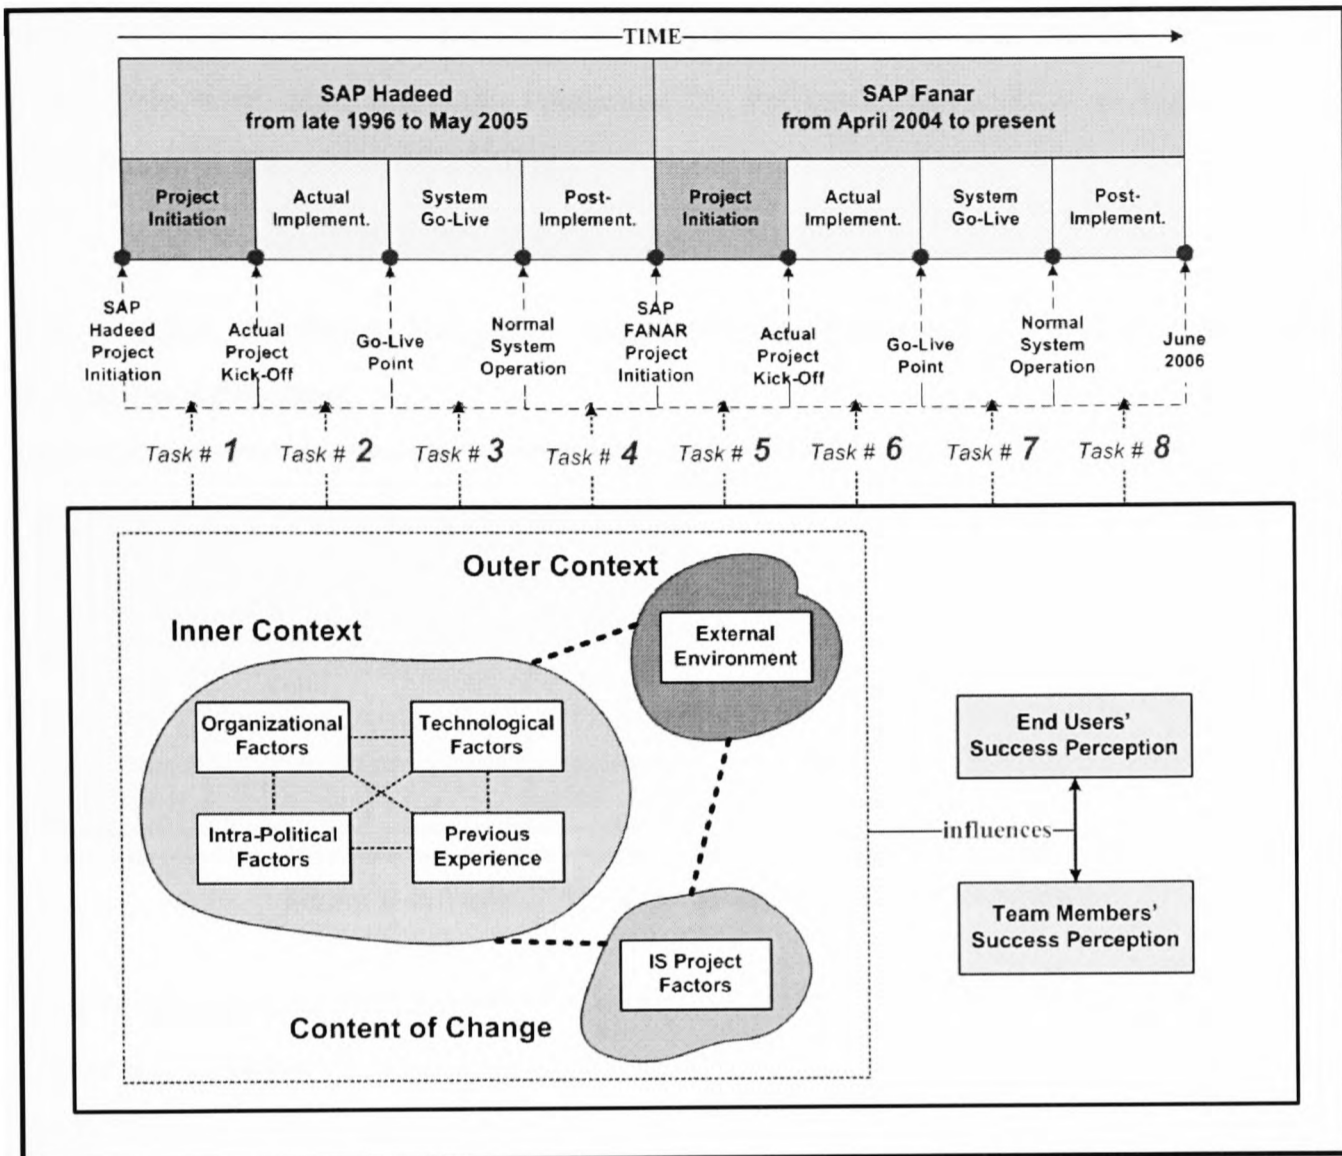 TIME
SAP Hadeed
from late 1996 to May 2005
SAP Fanar
from April 2004 to present
Project
Initiation
Actual
Implement.
System
Go-Live
Post-
Implement.
Project
Initiation
Actual
Implement.
System
Go-Live
Post-
Implement.
SAP
Hadeed
Project
Initiation
Actual
Project
Kick-Off
Go-Live
Point
Normal
System
Operation
SAP
FANAR
Project
Initiation
Actual
Project
Kick-Off
Go-Live
Point
Normal
System
Operation
June
2006
Task # 1
Task # 2
Task # 3
Task # 4
Task # 5
Task # 6
Task # 7
Task # 8
Outer Context
External
Environment
Inner Context
Organizational
Factors
Technological
Factors
Intra-Political
Factors
Previous
Experience
IS Project
Factors
Content of Change
influences
End Users'
Success Perception
Team Members'
Success Perception